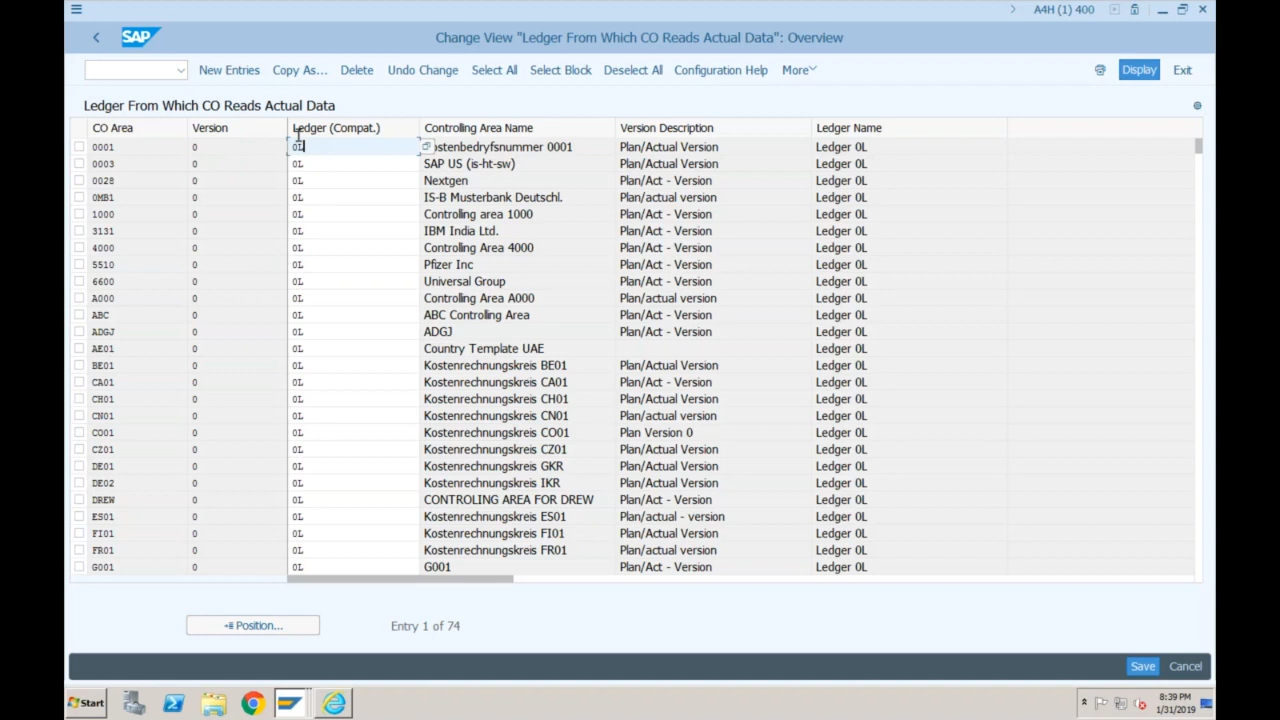 A4H (1) 400
SAP
Change View "Ledger From Which CO Reads Actual Data": Overview
New Entries Copy As... Delete Undo Change Select All Select Block Deselect All Configuration Help More Display Exit
Ledger From Which CO Reads Actual Data
CO Area Version Ledger (Compat.) Controlling Area Name Version Description Ledger Name
0001 0 0L ostenbedryfsnummer 0001 Plan/Actual Version Ledger 0L
0003 0 0L SAP US (is-ht-sw) Plan/Actual Version Ledger 0L
0028 0 0L Nextgen Plan/Act - Version Ledger 0L
0MB1 0 0L IS-B Musterbank Deutschl. Plan/actual version Ledger 0L
1000 0 0L Controling area 1000 Plan/Act - Version Ledger 0L
3131 0 0L IBM India Ltd. Plan/Act - Version Ledger 0L
4000 0 0L Controling Area 4000 Plan/Act - Version Ledger 0L
5510 0 0L Pfizer Inc Plan/Act - Version Ledger 0L
6600 0 0L Universal Group Plan/Act - Version Ledger 0L
A000 0 0L Controling Area A000 Plan/actual version Ledger 0L
ABC 0 0L ABC Controling Area Plan/Act - Version Ledger 0L
ADGJ 0 0L ADGJ Plan/Act - Version Ledger 0L
AE01 0 0L Country Template UAE Ledger 0L
BE01 0 0L Kostenrechnungskreis BE01 Plan/Actual Version Ledger 0L
CA01 0 0L Kostenrechnungskreis CA01 Plan/Act - Version Ledger 0L
CH01 0 0L Kostenrechnungskreis CH01 Plan/Actual Version Ledger 0L
CN01 0 0L Kostenrechnungskreis CN01 Plan/actual version Ledger 0L
CO01 0 0L Kostenrechnungskreis CO01 Plan Version 0 Ledger 0L
CZ01 0 0L Kostenrechnungskreis CZ01 Plan/Actual Version Ledger 0L
DE01 0 0L Kostenrechnungskreis GKR Plan/Actual Version Ledger 0L
DE02 0 0L Kostenrechnungskreis IKR Plan/Actual Version Ledger 0L
DREW 0 0L CONTROLING AREA FOR DREW Plan/Act - Version Ledger 0L
ES01 0 0L Kostenrechnungskreis ES01 Plan/actual - version Ledger 0L
FI01 0 0L Kostenrechnungskreis FI01 Plan/Actual Version Ledger 0L
FR01 0 0L Kostenrechnungskreis FR01 Plan/actual version Ledger 0L
G001 0 0L G001 Plan/Act - Version Ledger 0L
Position... Entry 1 of 74
Save Cancel
Start 8:39 PM
1/31/2019